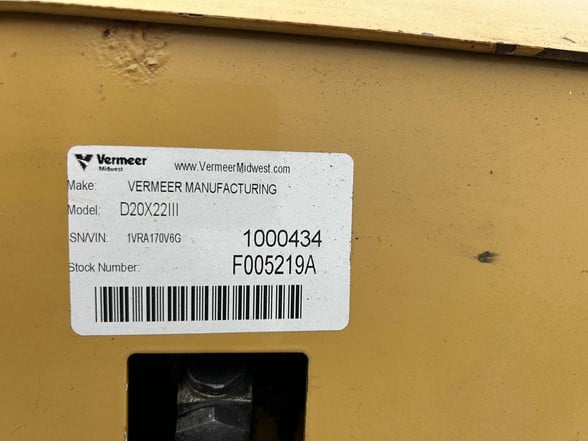 Vermeer www.VermeerMidwest.com
Midwest
Make: VERMEER MANUFACTURING
Model: D20X22III
SN/VIN: 1VRA170V6G 1000434
Stock Number: F005219A